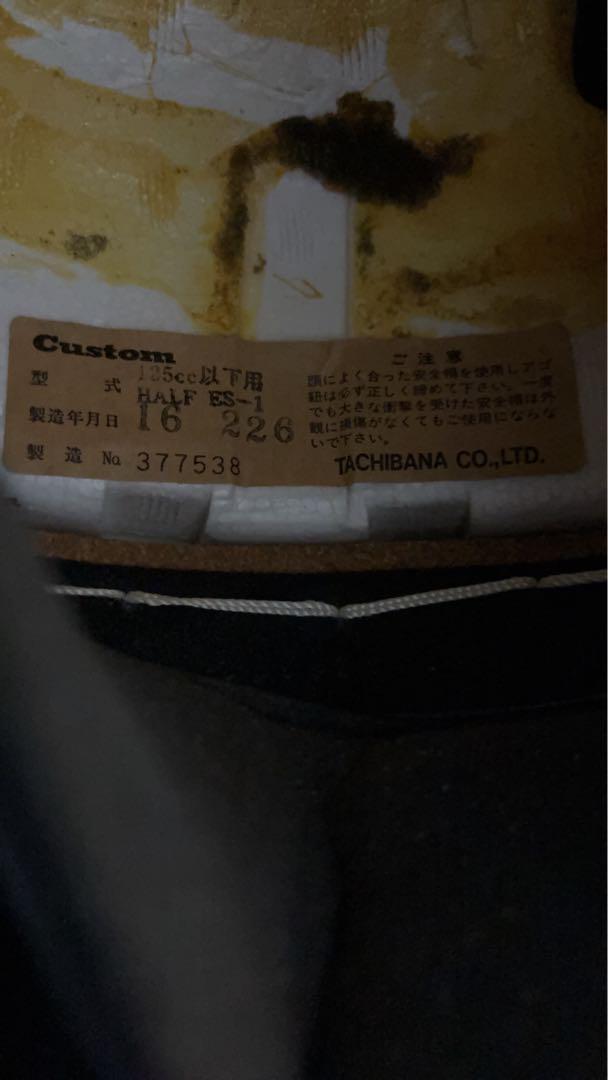 Custom
型 式 125cc以下用
HALF ES-1
製造年月日 16 226
製造 No. 377538
ご注意
頭によく合った安全帽を使用しアゴ
紐は必ず正しく締めて下さい。一度
でも大きな衝撃を受けた安全帽は外
観に損傷がなくてもご使用にならな
いで下さい。
TACHIBANA CO.,LTD.